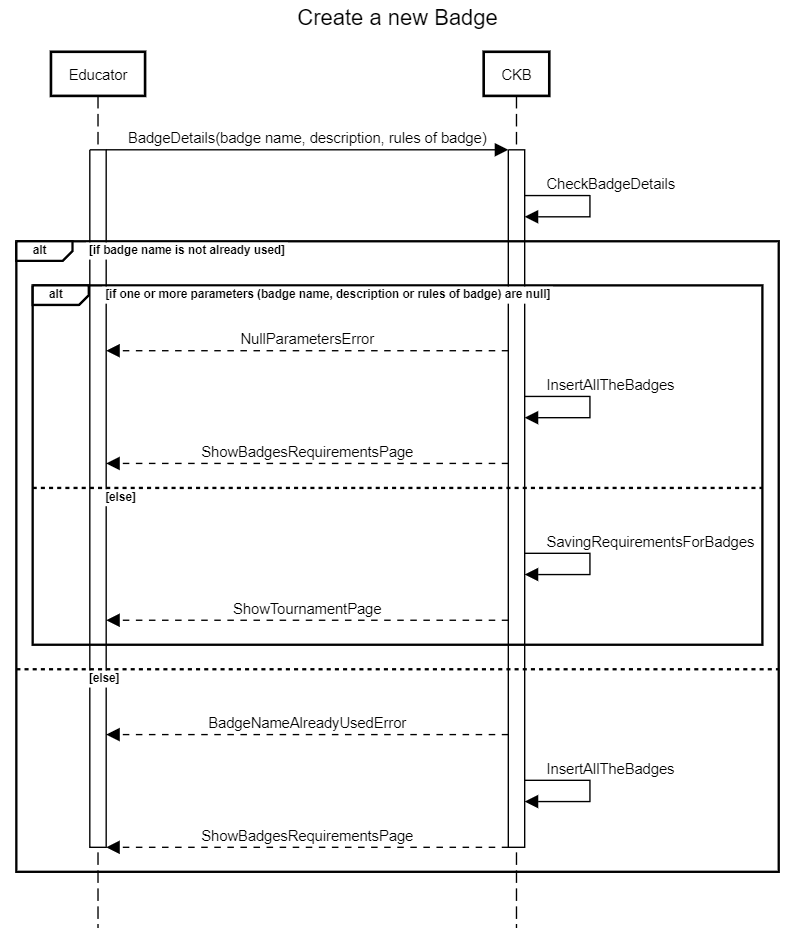 Create a new Badge
Educator
CKB
BadgeDetails(badge name, description, rules of badge)
CheckBadgeDetails
alt
[if badge name is not already used]
alt
[if one or more parameters (badge name, description or rules of badge) are null]
NullParametersError
InsertAllTheBadges
ShowBadgesRequirementsPage
[else]
SavingRequirementsForBadges
ShowTournamentPage
[else]
BadgeNameAlreadyUsedError
InsertAllTheBadges
ShowBadgesRequirementsPage